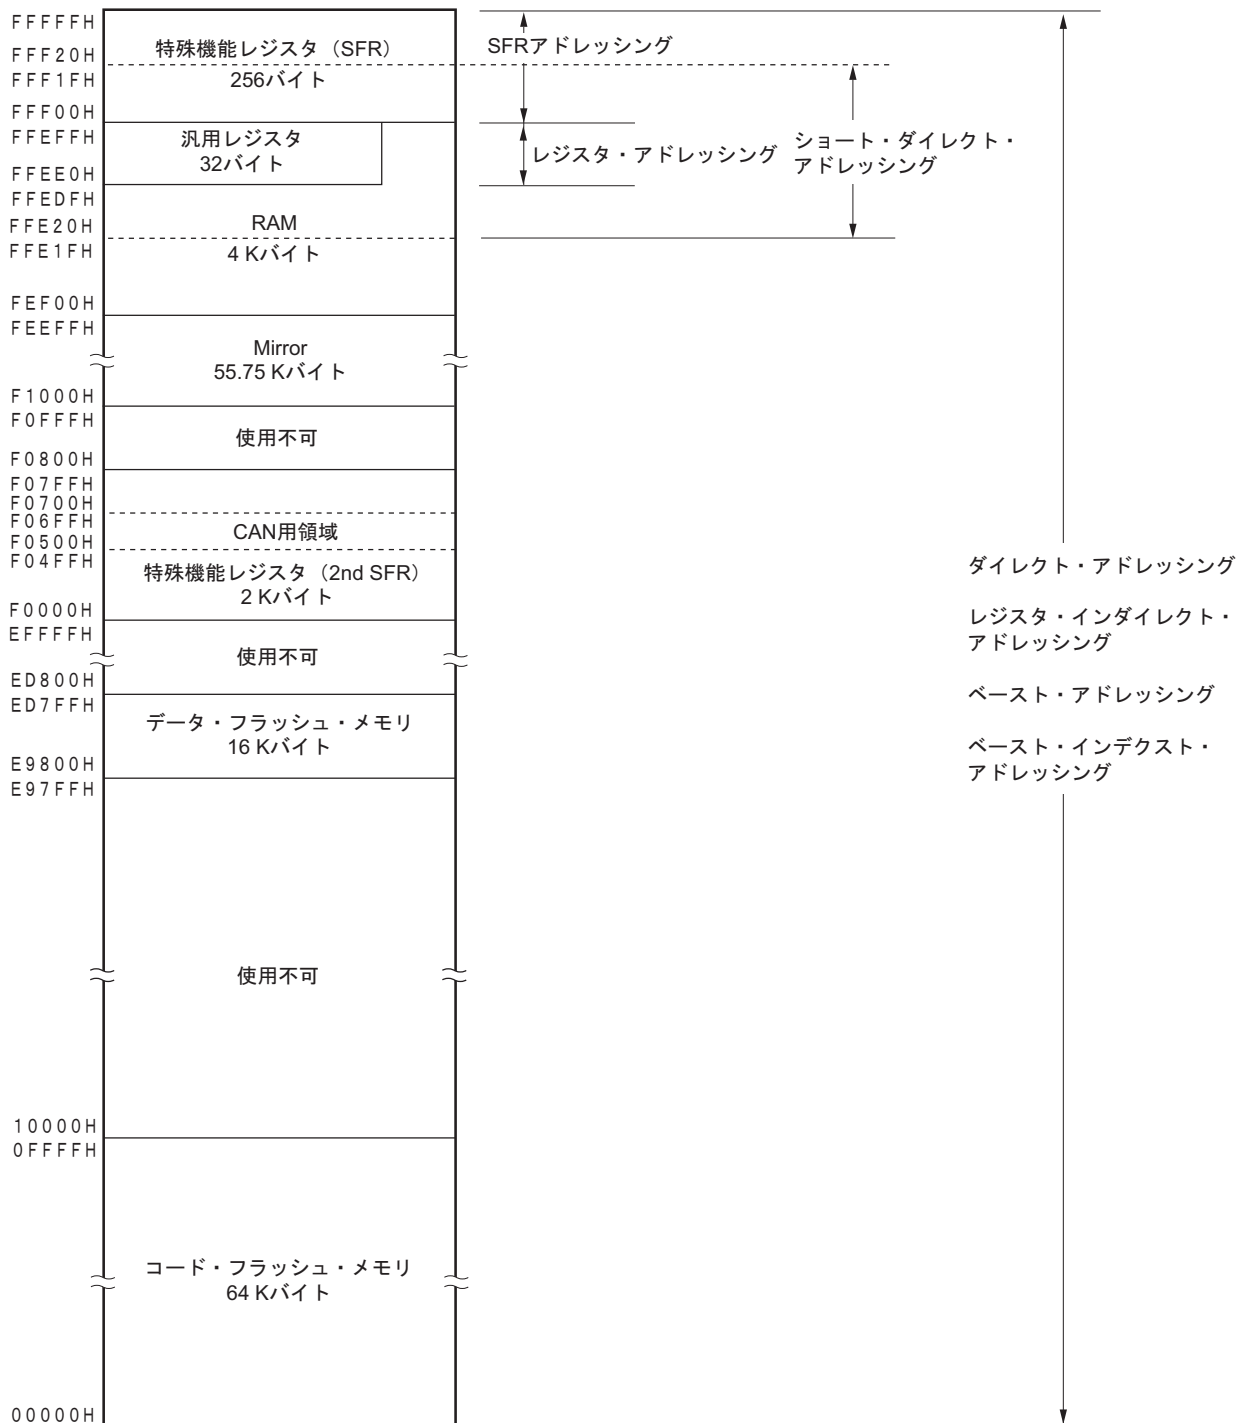 FFFFFH
FFF20H
FFF1FH
FFF00H
FFEFFH
FFEE0H
FFEDFH
FFE20H
FFE1FH
FEF00H
FEEFFH
F1000H
F0FFFH
F0800H
F07FFH
F0700H
F06FFH
F0500H
F04FFH
F0000H
EFFFFH
ED800H
ED7FFH
E9800H
E97FFH
10000H
0FFFFH
00000H
特殊機能レジスタ（SFR）
256バイト
汎用レジスタ
32バイト
RAM
4 Kバイト
Mirror
55.75 Kバイト
使用不可
CAN用領域
特殊機能レジスタ（2nd SFR）
2 Kバイト
使用不可
データ・フラッシュ・メモリ
16 Kバイト
使用不可
コード・フラッシュ・メモリ
64 Kバイト
SFRアドレッシング
レジスタ・アドレッシング
ショート・ダイレクト・
アドレッシング
ダイレクト・アドレッシング
レジスタ・インダイレクト・
アドレッシング
ベースト・アドレッシング
ベースト・インデクスト・
アドレッシング